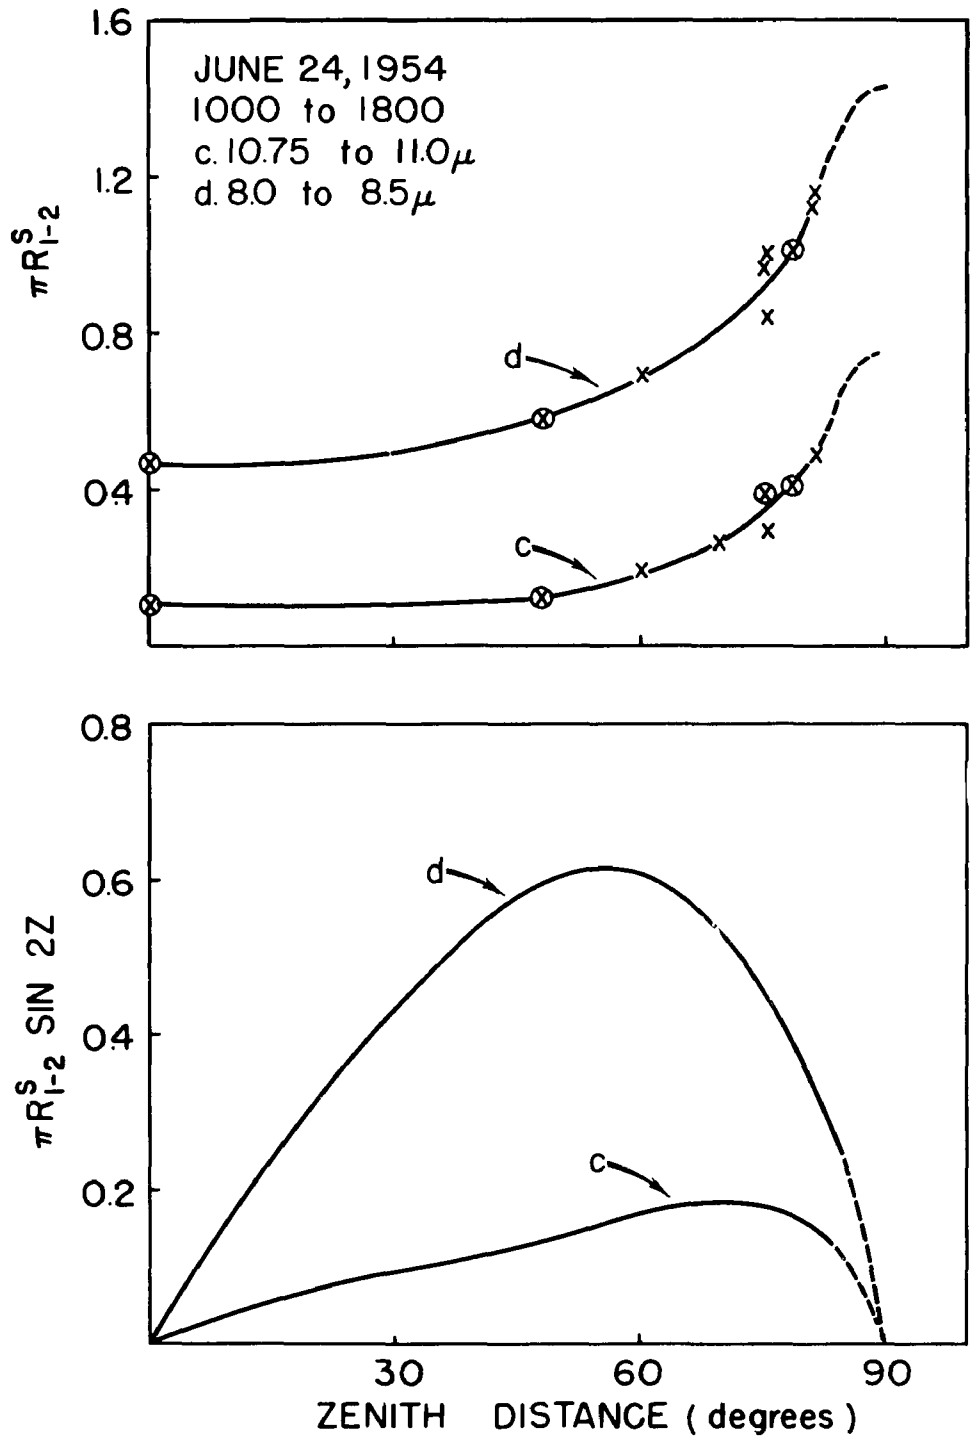 1.6
JUNE 24, 1954
1000 to 1800
c. 10.75 to 11.0μ
d. 8.0 to 8.5μ
1.2
πR^S_1-2
0.8
d
0.4
c
0.8
d
0.6
πR^S_1-2 SIN 2Z
0.4
c
0.2
30 60 90
ZENITH DISTANCE (degrees)